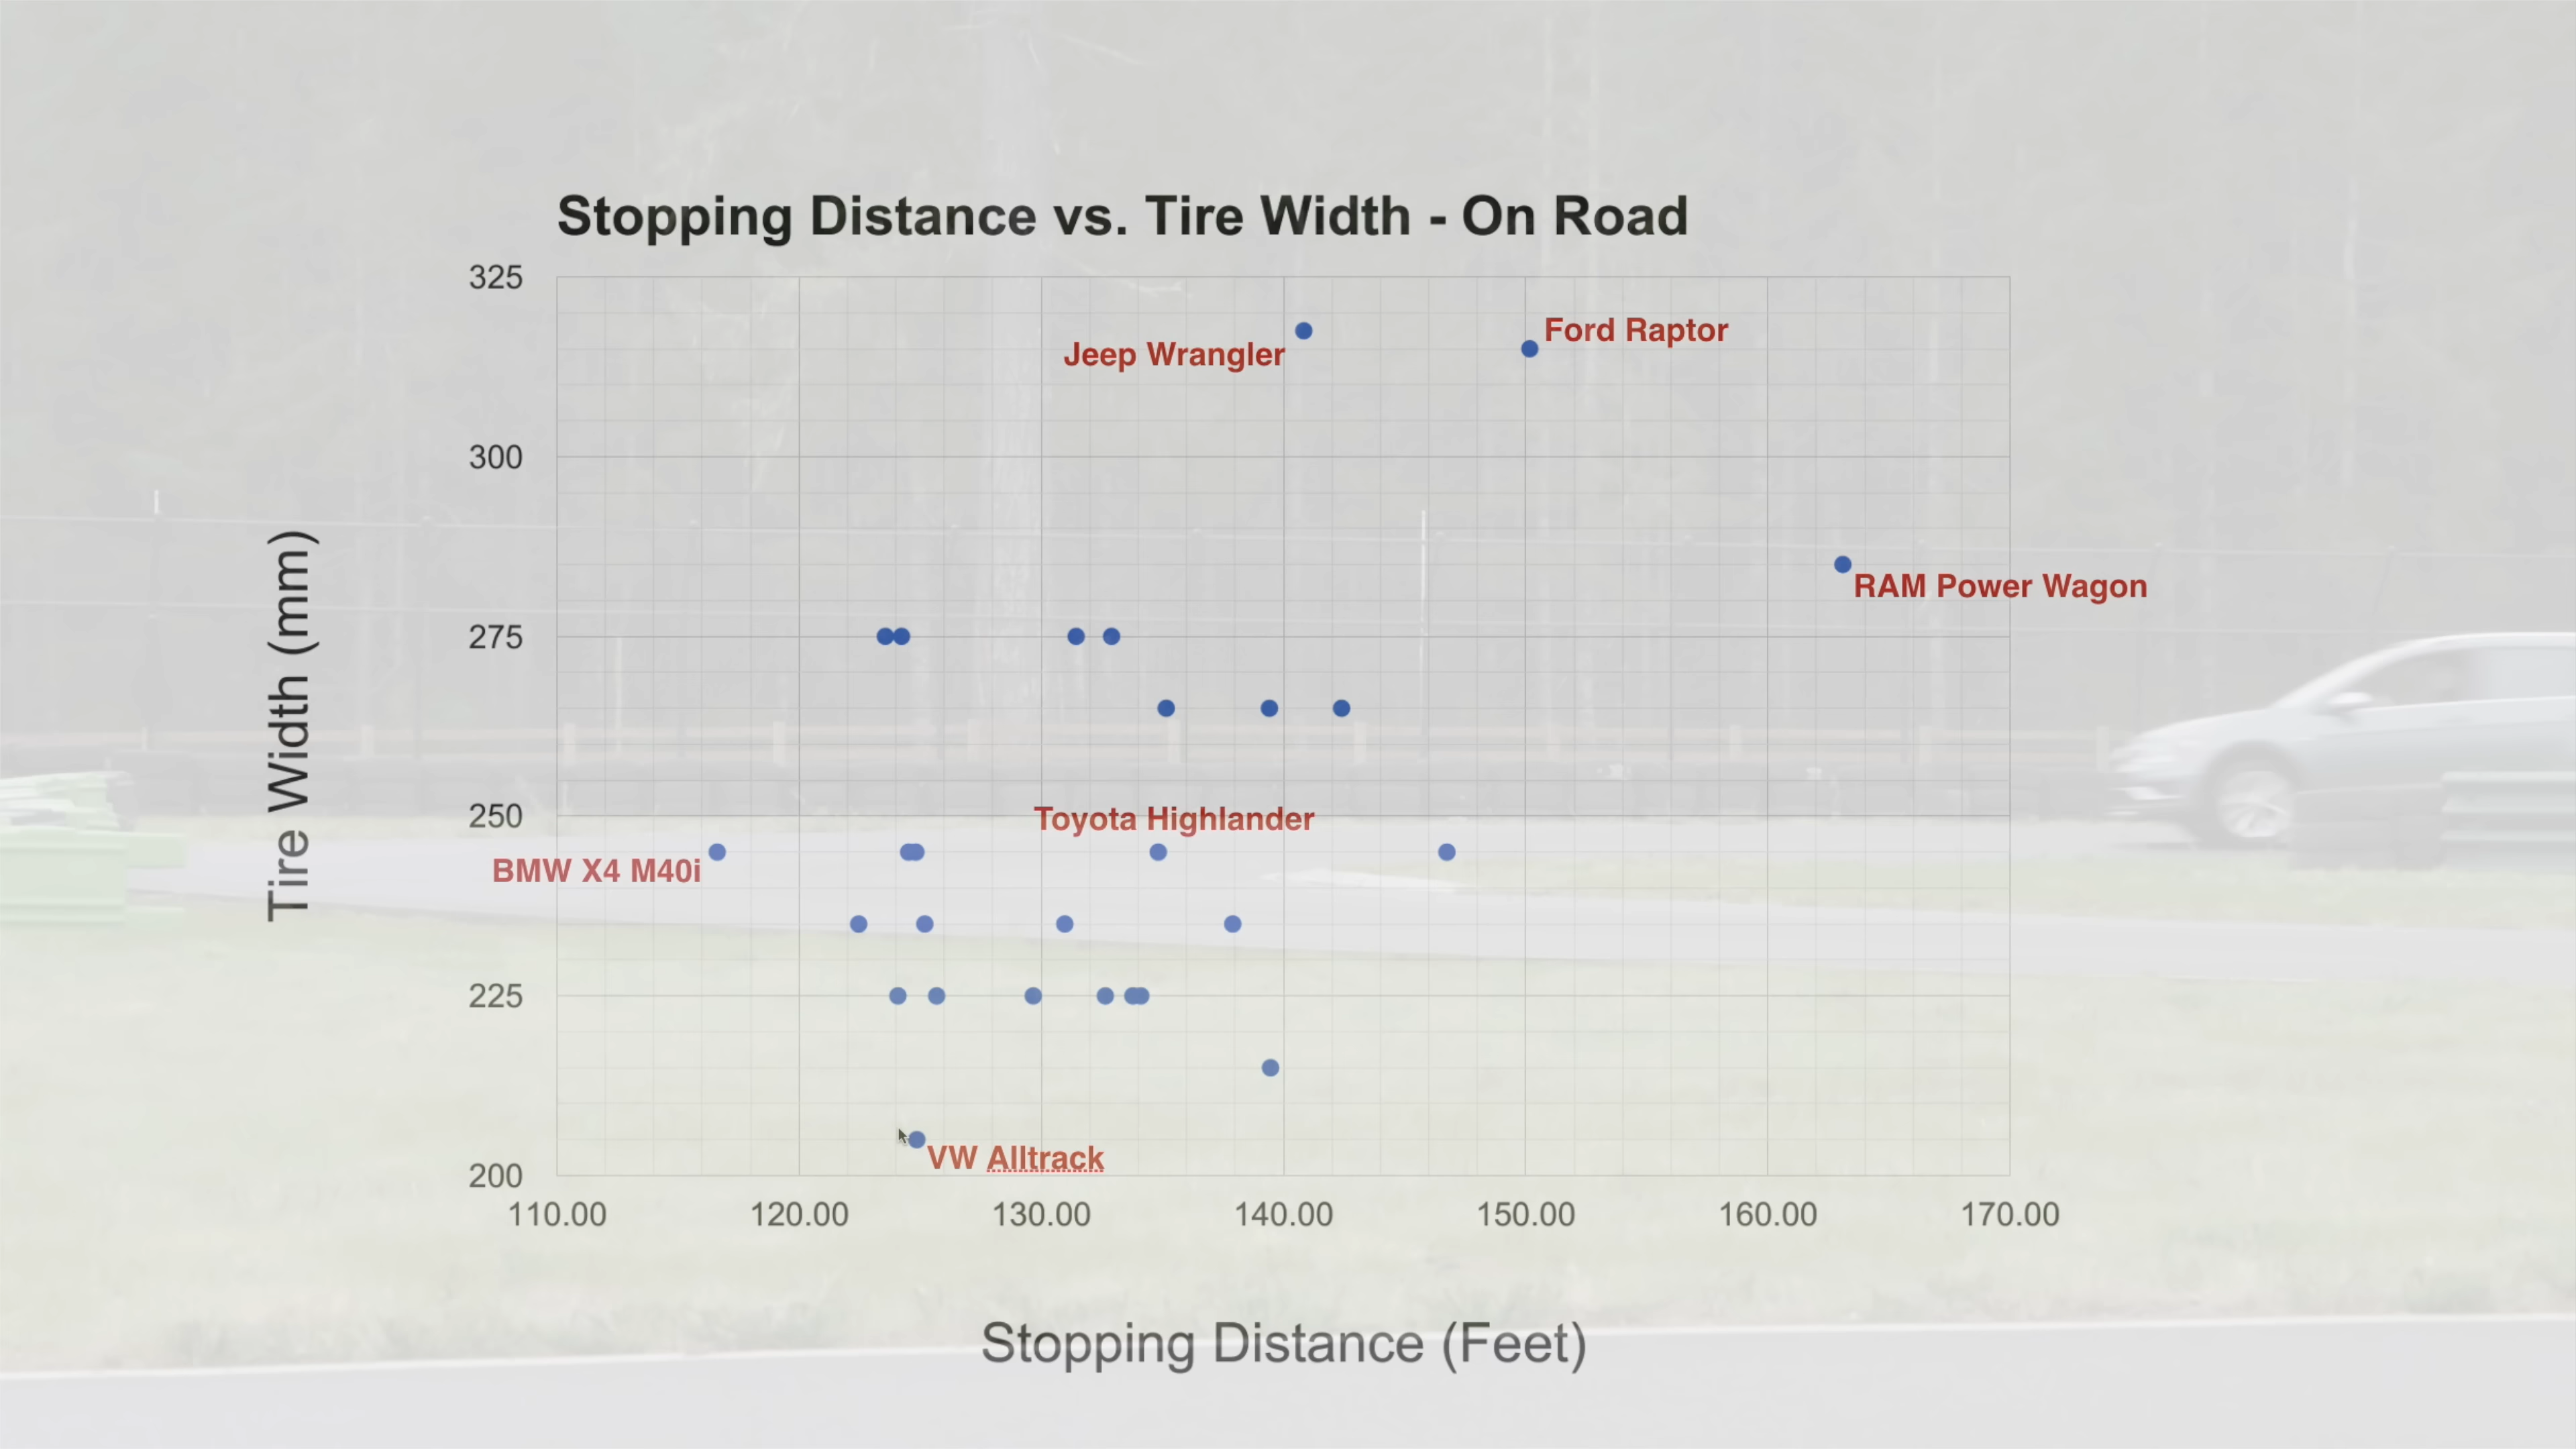 Stopping Distance vs. Tire Width - On Road
325
Ford Raptor
Jeep Wrangler
300
RAM Power Wagon
275
Tire Width (mm)
250
Toyota Highlander
BMW X4 M40i
225
VW Alltrack
200
110.00 120.00 130.00 140.00 150.00 160.00 170.00
Stopping Distance (Feet)